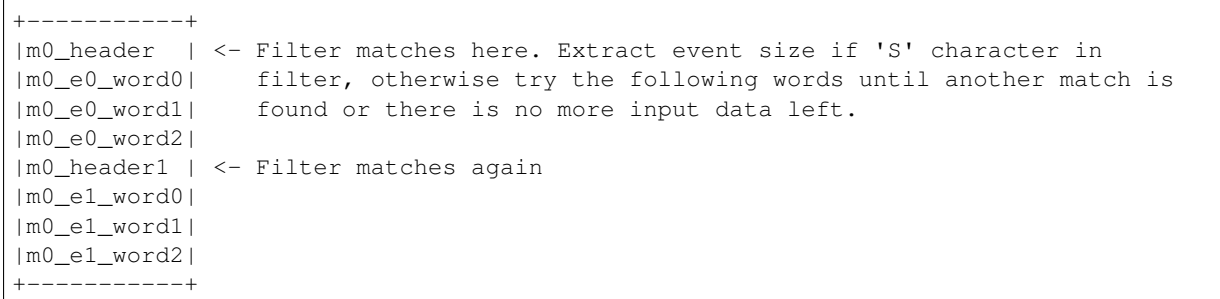 +-----------+
|m0_header  | <- Filter matches here. Extract event size if 'S' character in
|m0_e0_word0|    filter, otherwise try the following words until another match is
|m0_e0_word1|    found or there is no more input data left.
|m0_e0_word2|
|m0_header1 | <- Filter matches again
|m0_e1_word0|
|m0_e1_word1|
|m0_e1_word2|
+-----------+